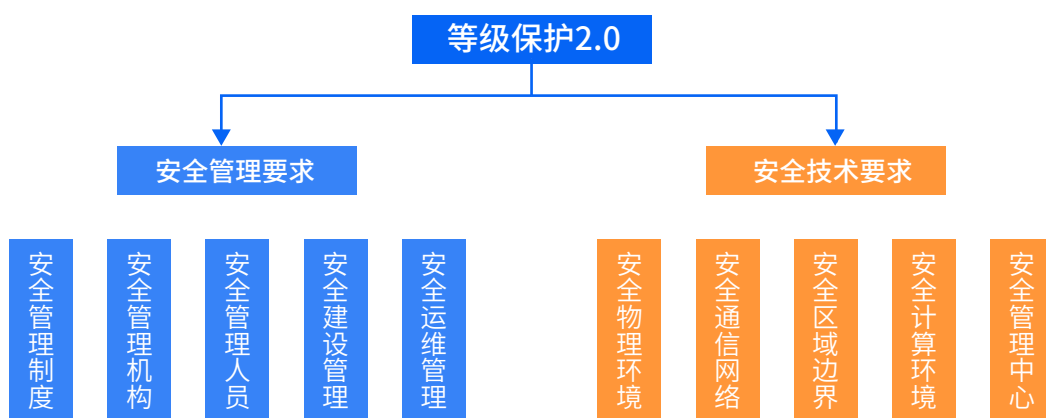 等级保护2.0
安全管理要求
安全技术要求
安全管理制度
安全管理机构
安全管理人员
安全建设管理
安全运维管理
安全物理环境
安全通信网络
安全区域边界
安全计算环境
安全管理中心